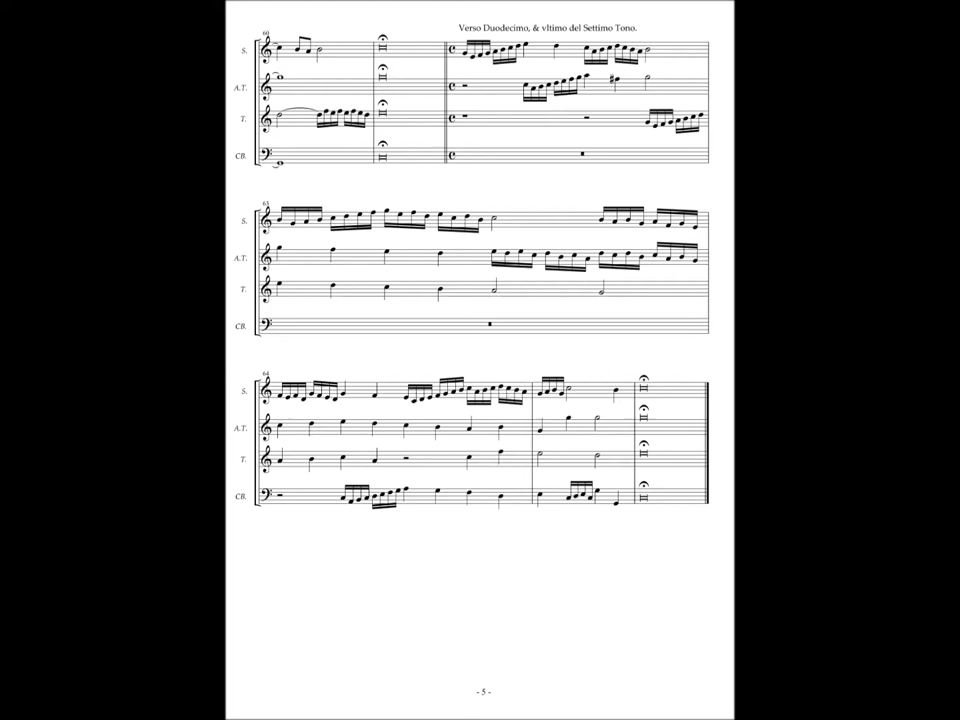 60
Verso Duodecimo, & vltimo del Settimo Tono.
S.
A.T.
T.
CB.
63
S.
A.T.
T.
CB.
64
S.
A.T.
T.
CB.
- 5 -